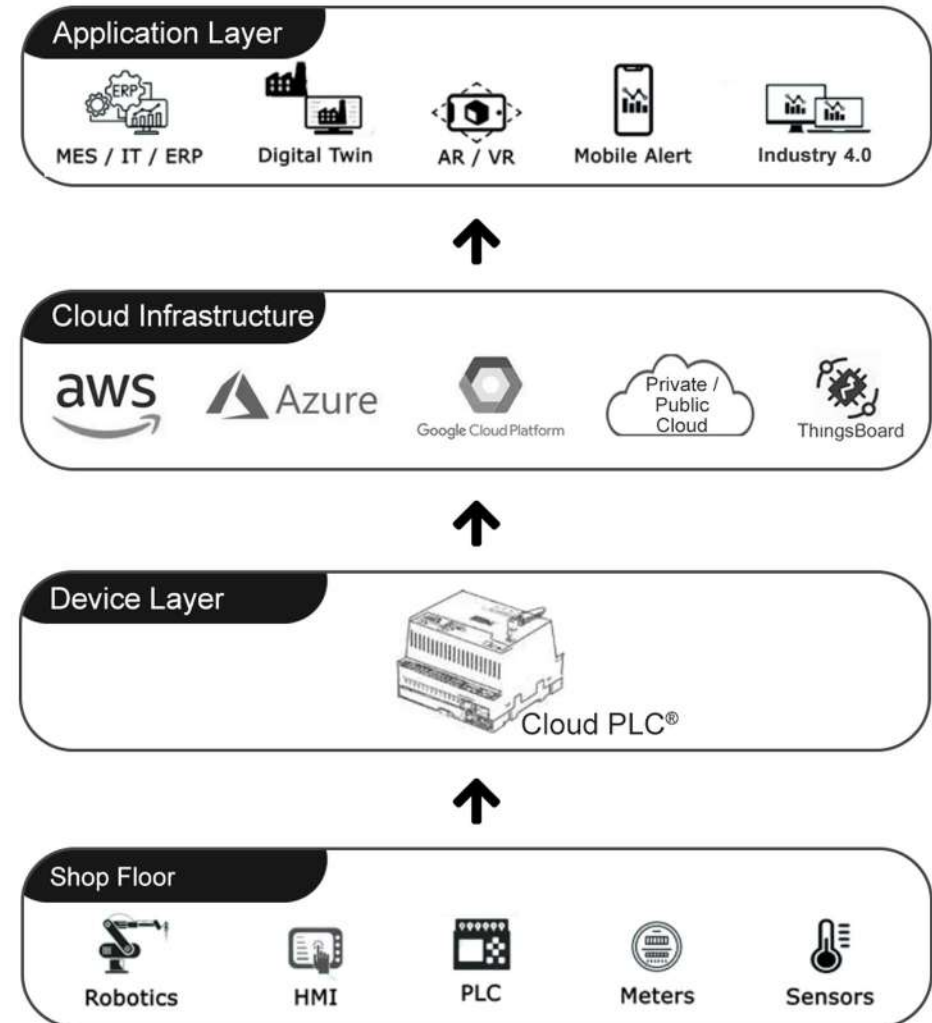 Application Layer
ERP
MES / IT / ERP
Digital Twin
AR / VR
Mobile Alert
Industry 4.0
Cloud Infrastructure
aws
Azure
Google Cloud Platform
Private /
Public
Cloud
ThingsBoard
Device Layer
Cloud PLC®
Shop Floor
Robotics
HMI
PLC
Meters
Sensors